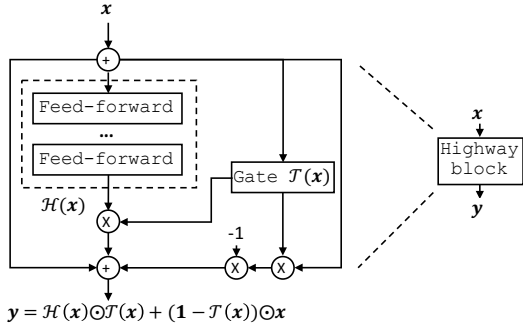 x
+
Feed-forward
...
Feed-forward
Gate 𝒯(x)
ℋ(x)
X
-1
+
X
X
y = ℋ(x)⊙𝒯(x) + (1 − 𝒯(x))⊙x
x
Highway
block
y